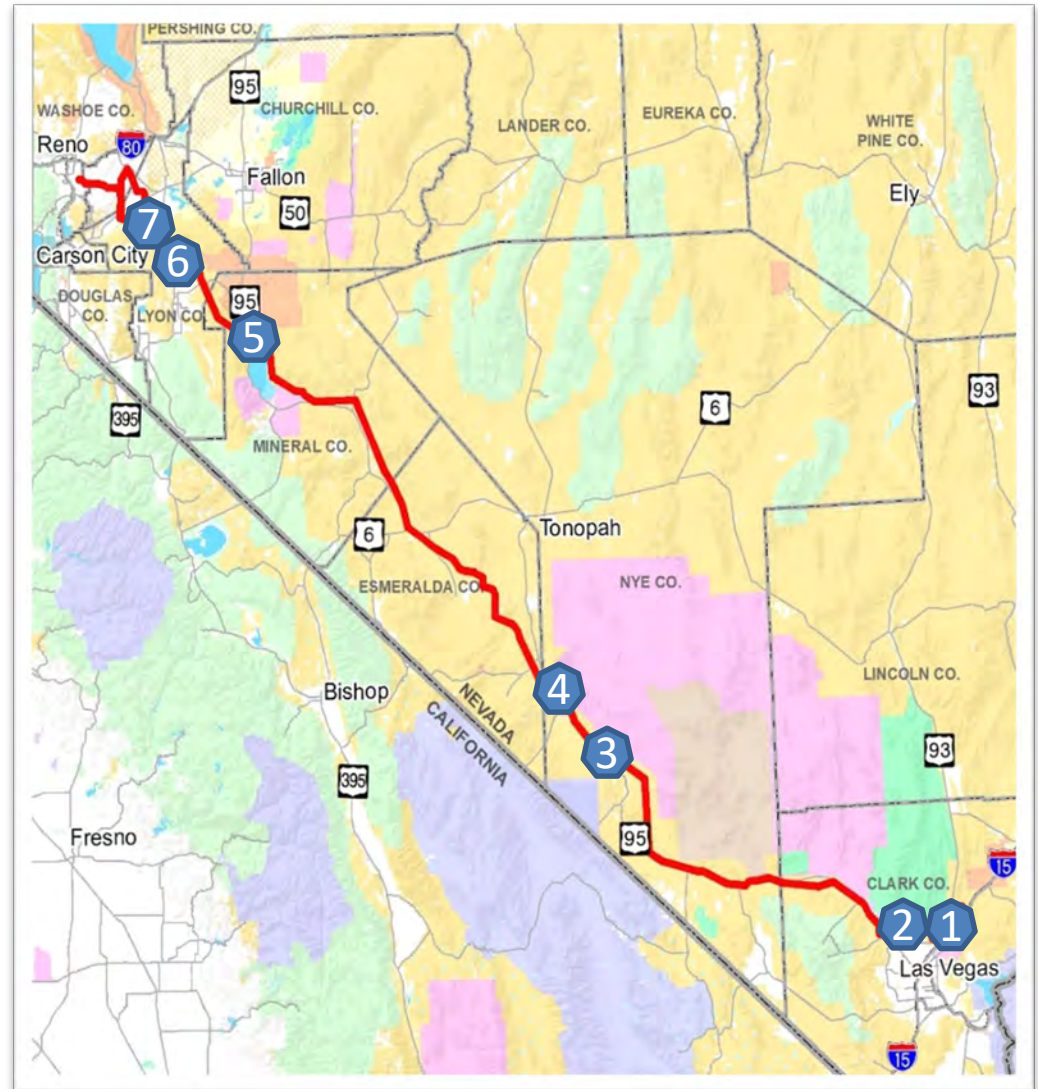 PERSHING CO.
95
WASHOE CO.
CHURCHILL CO.
LANDER CO.
EUREKA CO.
WHITE
PINE CO.
Reno
80
Fallon
Ely
50
7
Carson City
6
DOUGLAS
CO.
LYON CO.
95
5
93
6
395
MINERAL CO.
6
Tonopah
ESMERALDA CO.
NYE CO.
LINCOLN CO.
4
Bishop
NEVADA
CALIFORNIA
3
93
395
95
Fresno
15
CLARK CO.
2
1
Las Vegas
15